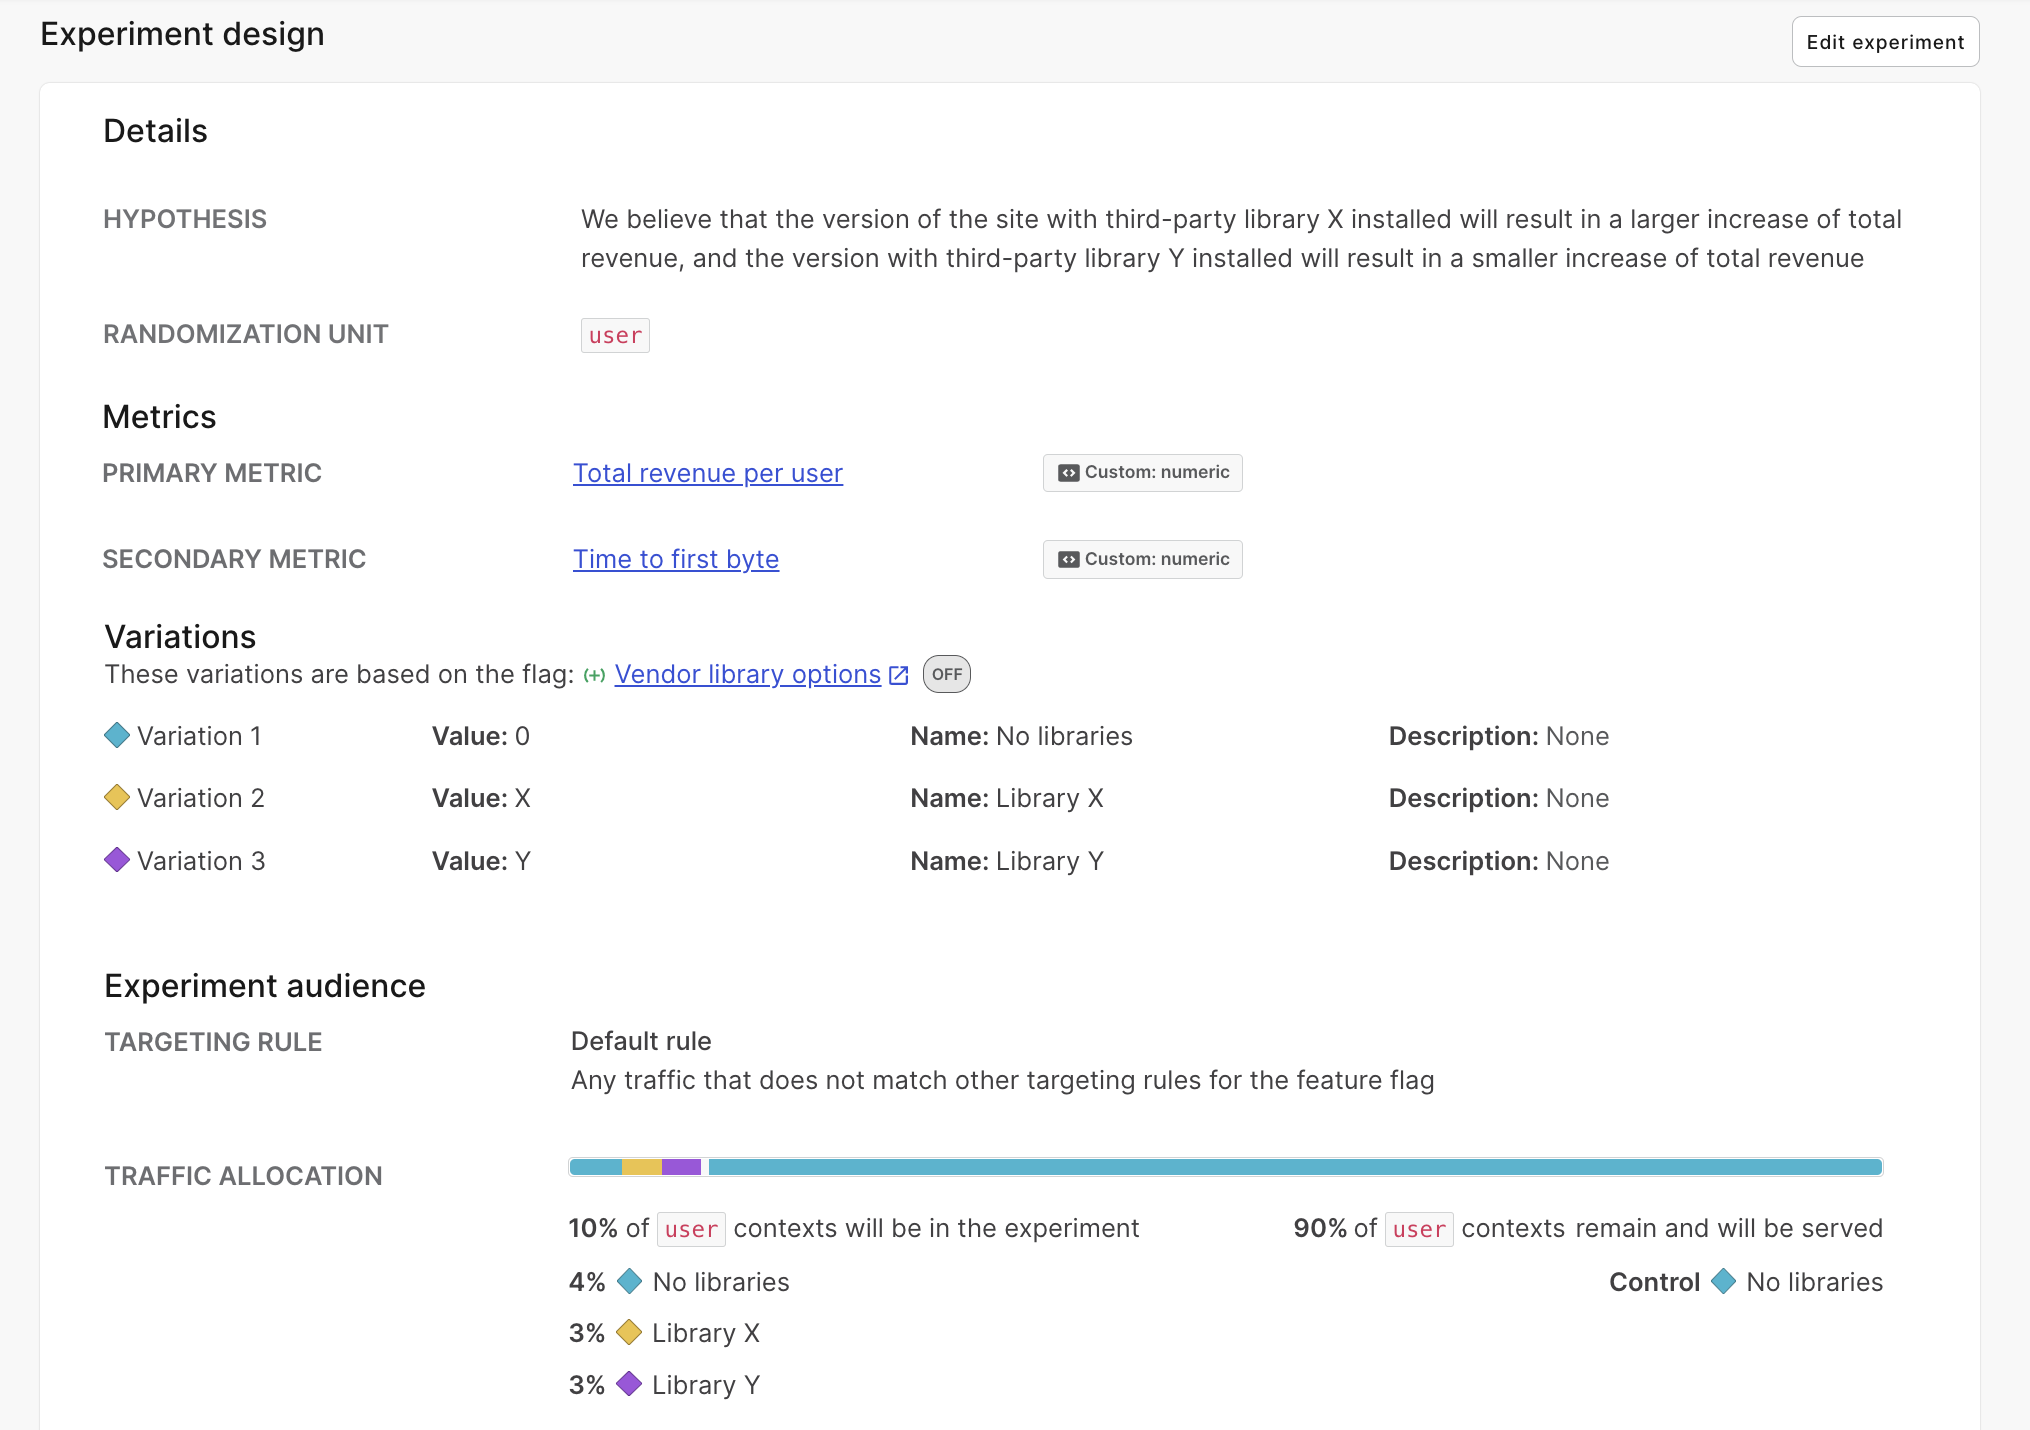 Experiment design
Edit experiment
Details
HYPOTHESIS
We believe that the version of the site with third-party library X installed will result in a larger increase of total
revenue, and the version with third-party library Y installed will result in a smaller increase of total revenue
RANDOMIZATION UNIT
user
Metrics
PRIMARY METRIC
Total revenue per user
Custom: numeric
SECONDARY METRIC
Time to first byte
Custom: numeric
Variations
These variations are based on the flag: (+) Vendor library options OFF
Variation 1
Value: 0
Name: No libraries
Description: None
Variation 2
Value: X
Name: Library X
Description: None
Variation 3
Value: Y
Name: Library Y
Description: None
Experiment audience
TARGETING RULE
Default rule
Any traffic that does not match other targeting rules for the feature flag
TRAFFIC ALLOCATION
10% of user contexts will be in the experiment
90% of user contexts remain and will be served
4% No libraries
Control No libraries
3% Library X
3% Library Y